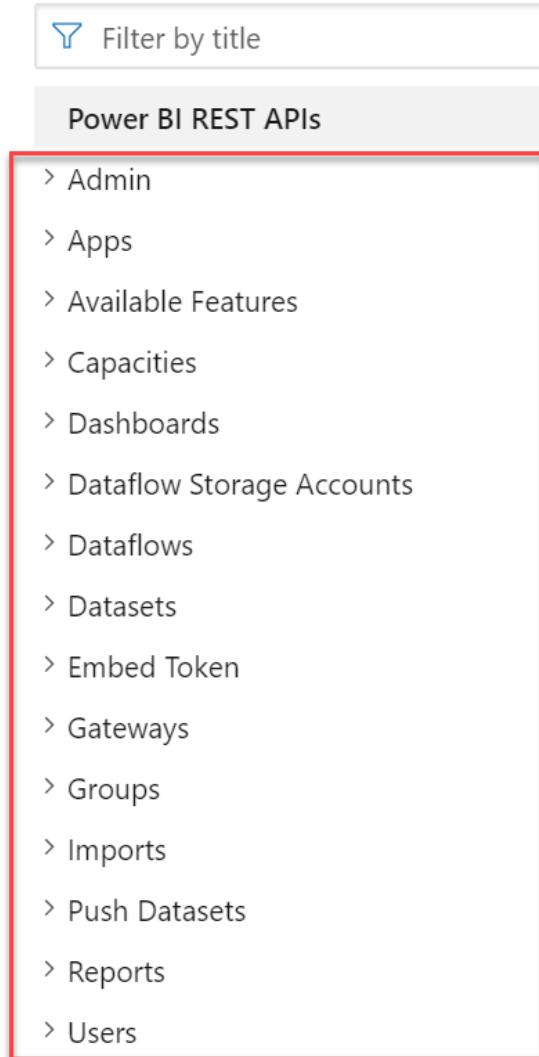 Filter by title
Power BI REST APIs
Admin
Apps
Available Features
Capacities
Dashboards
Dataflow Storage Accounts
Dataflows
Datasets
Embed Token
Gateways
Groups
Imports
Push Datasets
Reports
Users